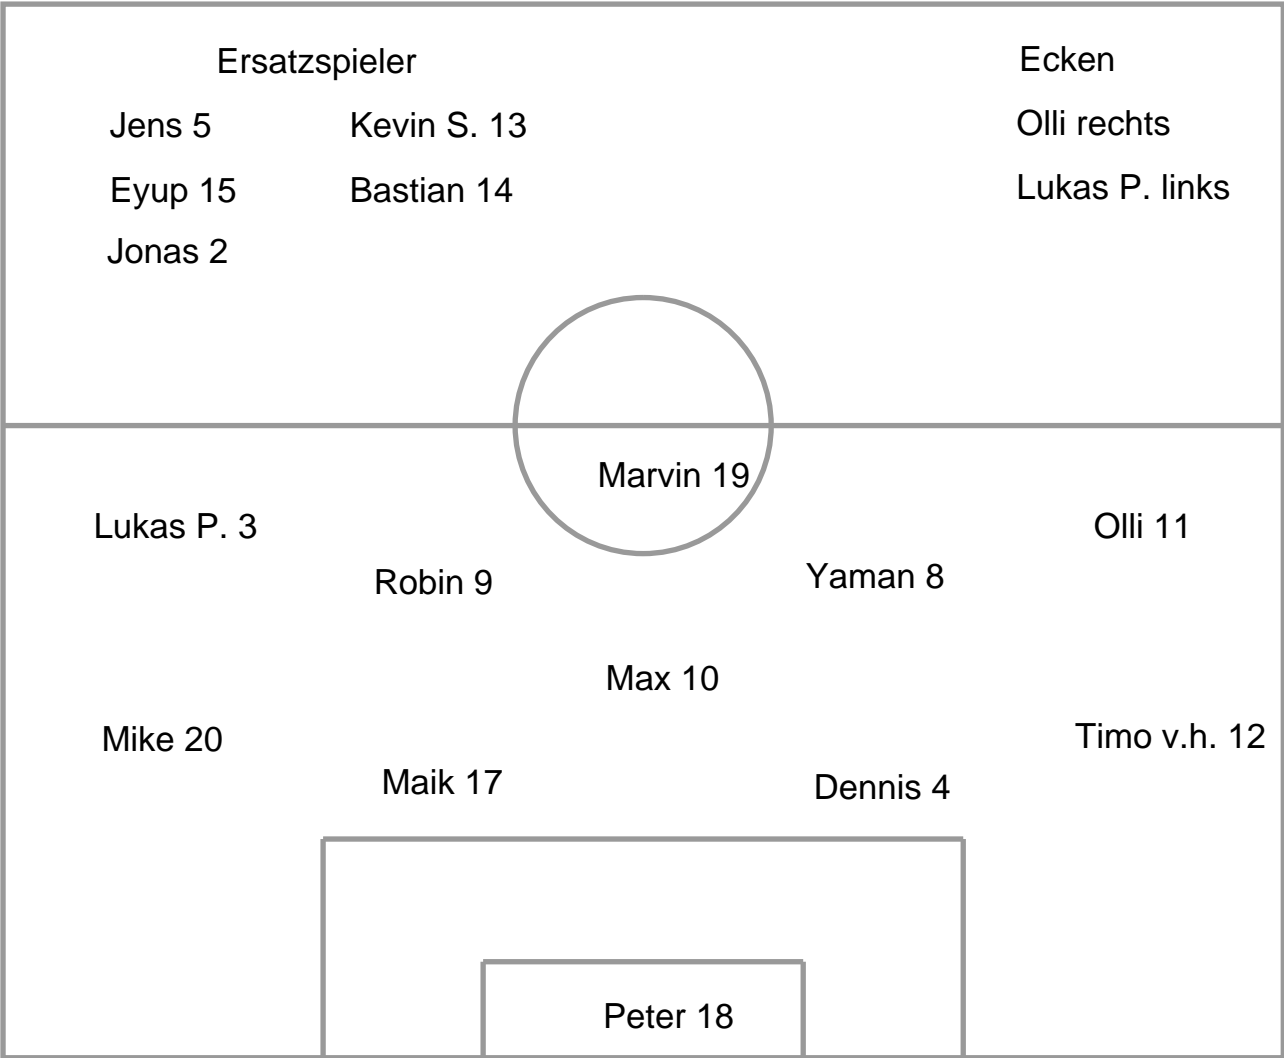 Ersatzspieler
Jens 5
Kevin S. 13
Eyup 15
Bastian 14
Jonas 2
Ecken
Olli rechts
Lukas P. links
Marvin 19
Lukas P. 3
Olli 11
Robin 9
Yaman 8
Max 10
Mike 20
Timo v.h. 12
Maik 17
Dennis 4
Peter 18